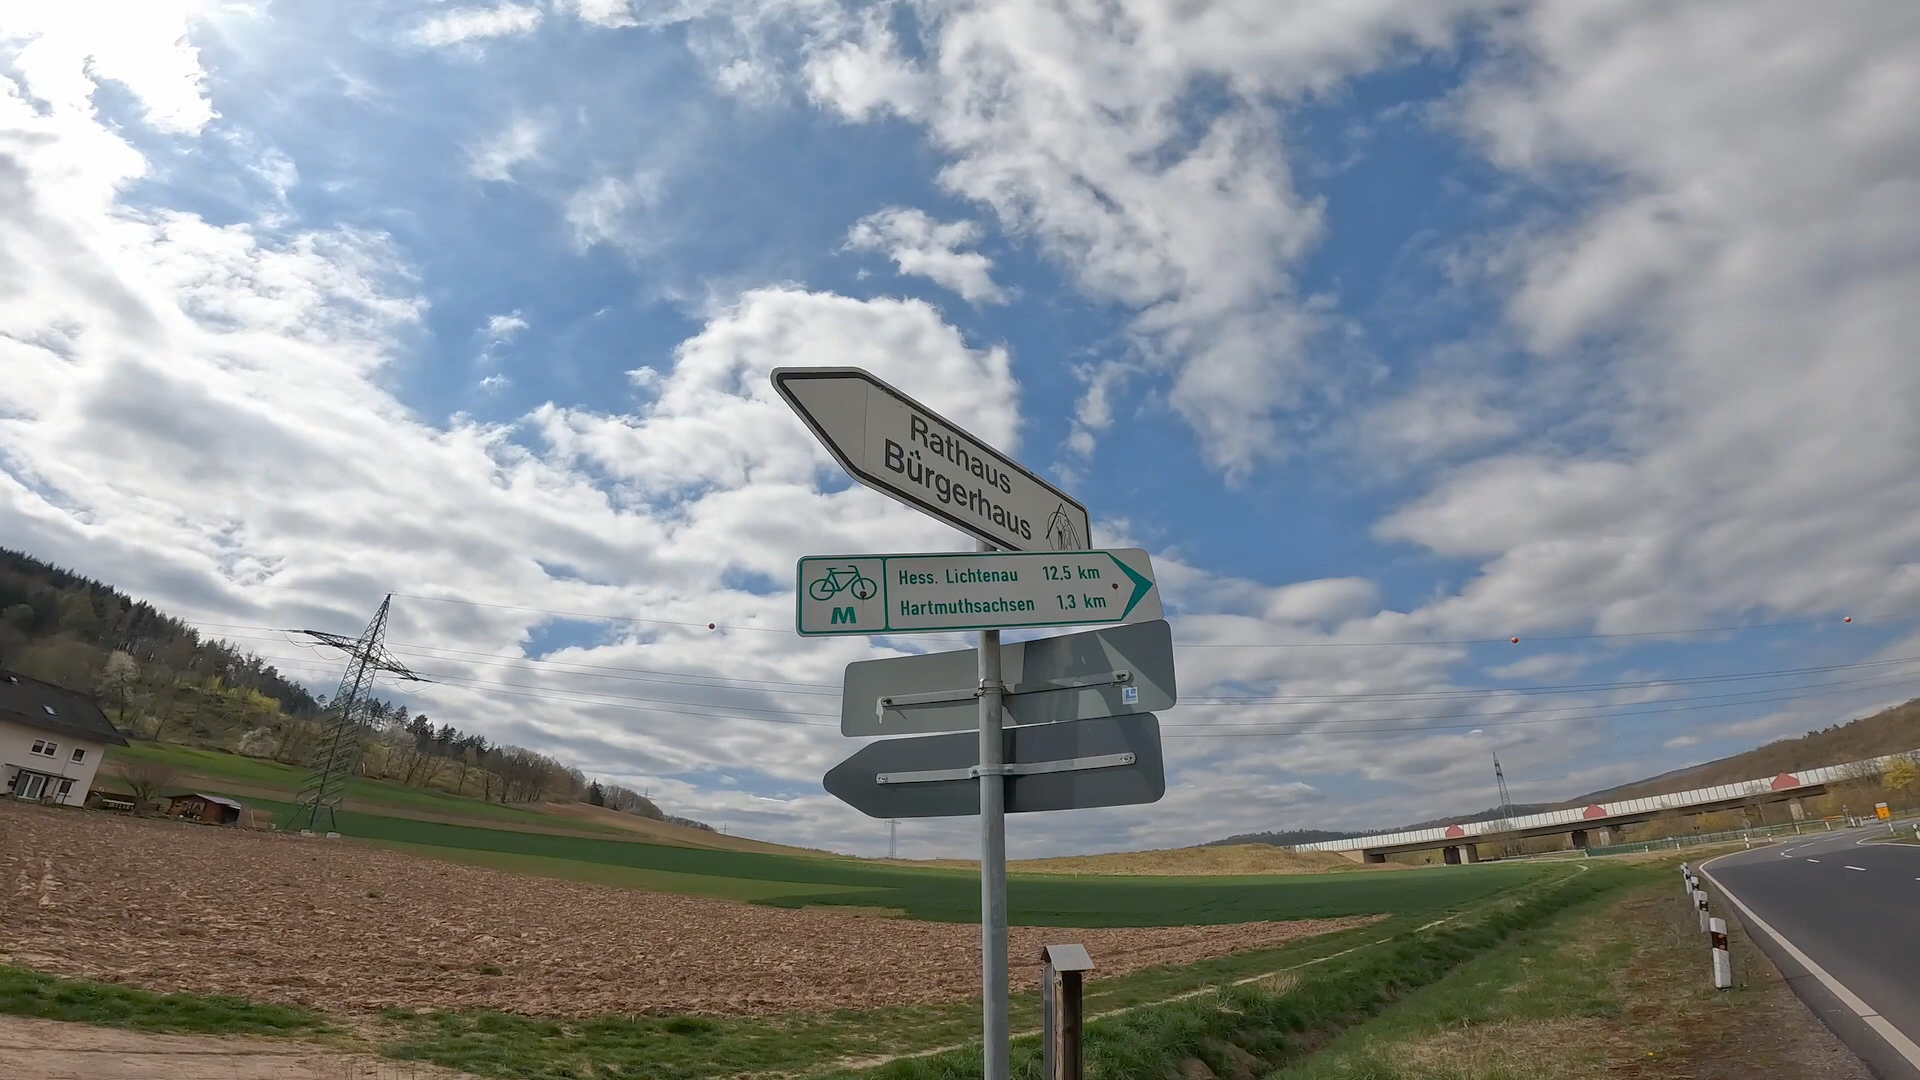 Rathaus
Bürgerhaus
Hess. Lichtenau 12,5 km
Hartmuthsachsen 1,3 km
M